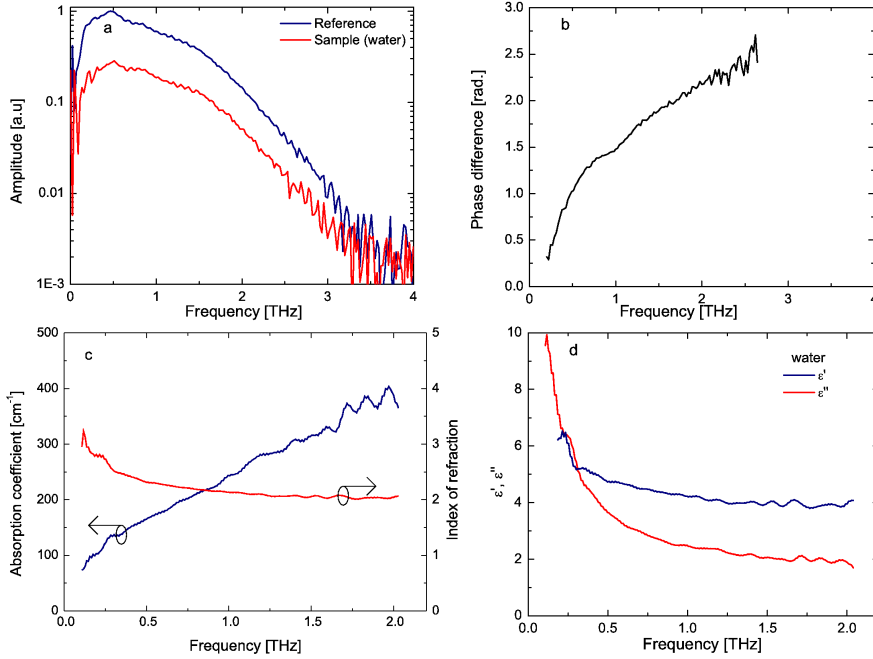 a
Reference
Sample (water)
1
0.1
0.01
1E-3
Amplitude [a.u]
0 1 2 3 4
Frequency [THz]
b
3.0
2.5
2.0
1.5
1.0
0.5
0.0
Phase difference [rad.]
0 1 2 3 4
Frequency [THz]
c
500
400
300
200
100
0
Absorption coefficient [cm⁻¹]
5
4
3
2
1
0
Index of refraction
0.0 0.5 1.0 1.5 2.0
Frequency [THz]
d
water
ε'
ε"
10
8
6
4
2
0
ε', ε"
0.0 0.5 1.0 1.5 2.0
Frequency [THz]